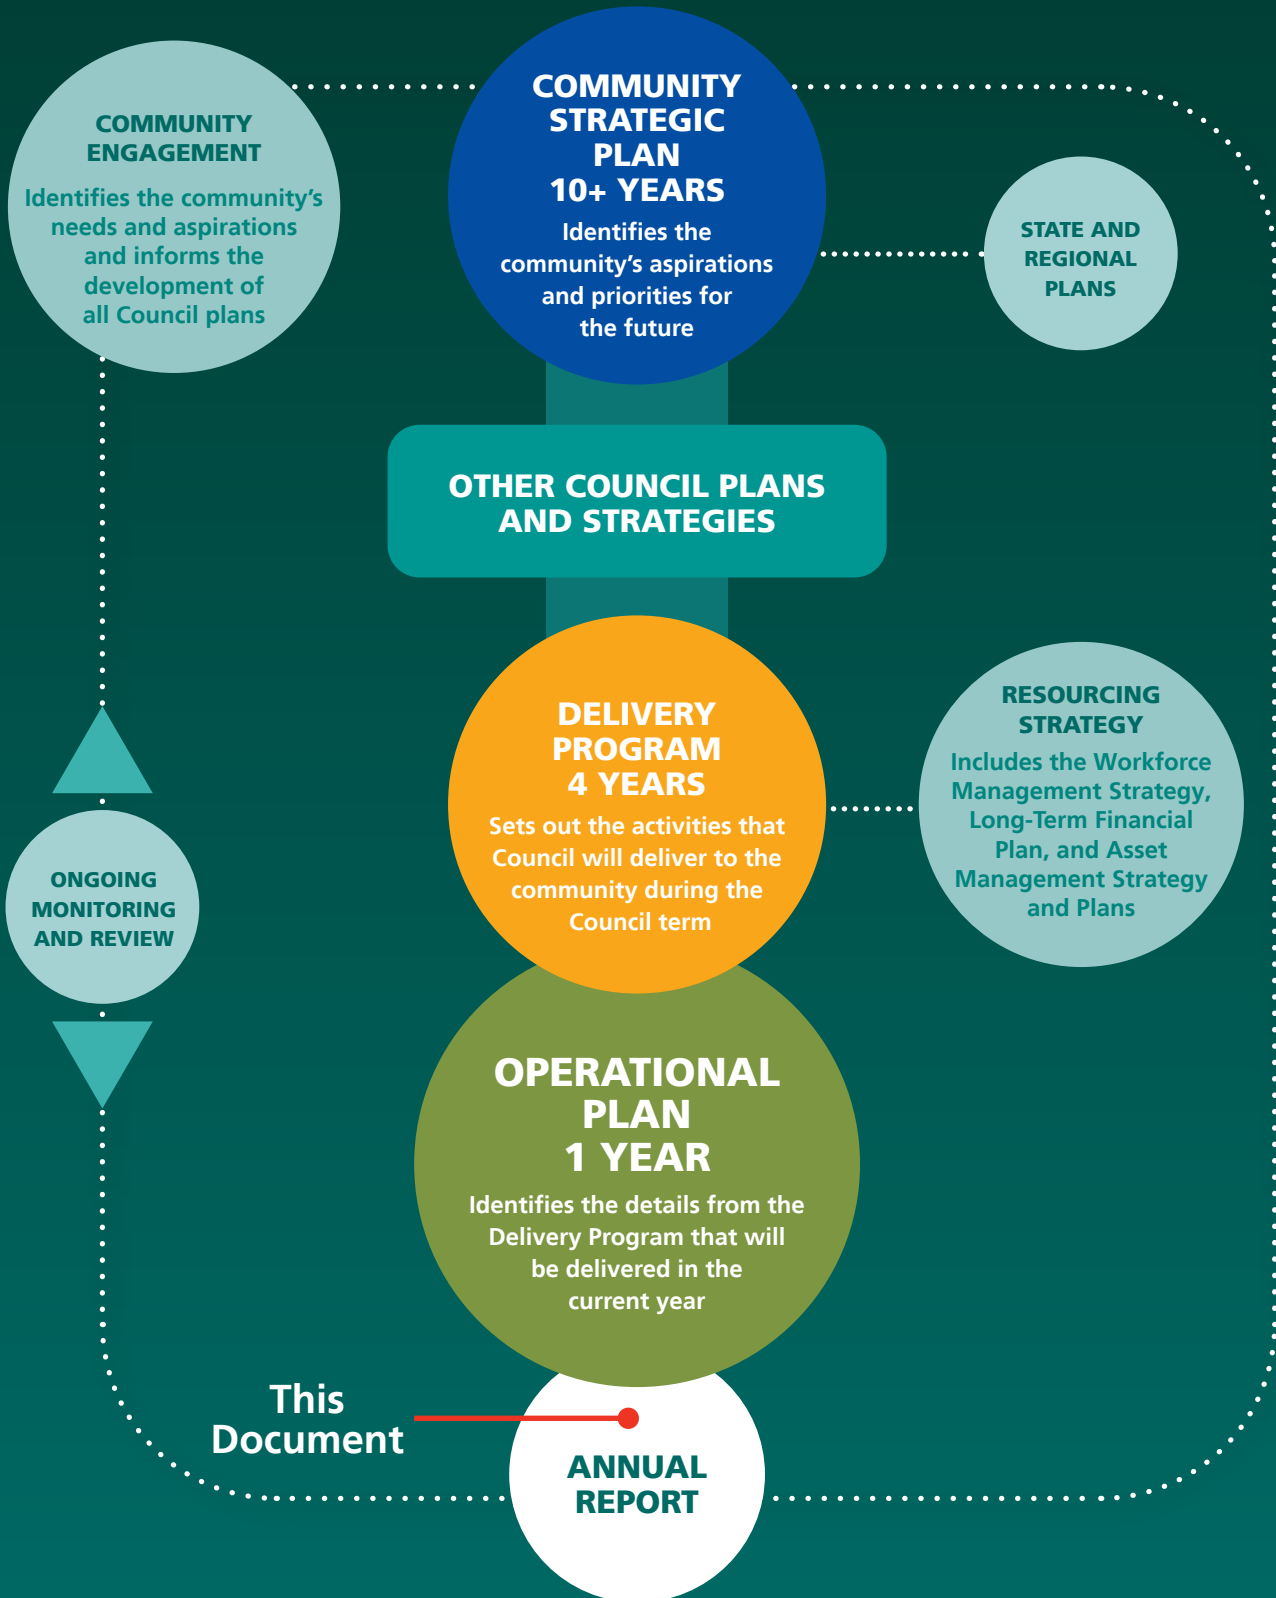 COMMUNITY
ENGAGEMENT
Identifies the community’s
needs and aspirations
and informs the
development of
all Council plans
COMMUNITY
STRATEGIC
PLAN
10+ YEARS
Identifies the
community’s aspirations
and priorities for
the future
STATE AND
REGIONAL
PLANS
OTHER COUNCIL PLANS
AND STRATEGIES
DELIVERY
PROGRAM
4 YEARS
Sets out the activities that
Council will deliver to the
community during the
Council term
RESOURCING
STRATEGY
Includes the Workforce
Management Strategy,
Long-Term Financial
Plan, and Asset
Management Strategy
and Plans
ONGOING
MONITORING
AND REVIEW
OPERATIONAL
PLAN
1 YEAR
Identifies the details from the
Delivery Program that will
be delivered in the
current year
This
Document
ANNUAL
REPORT